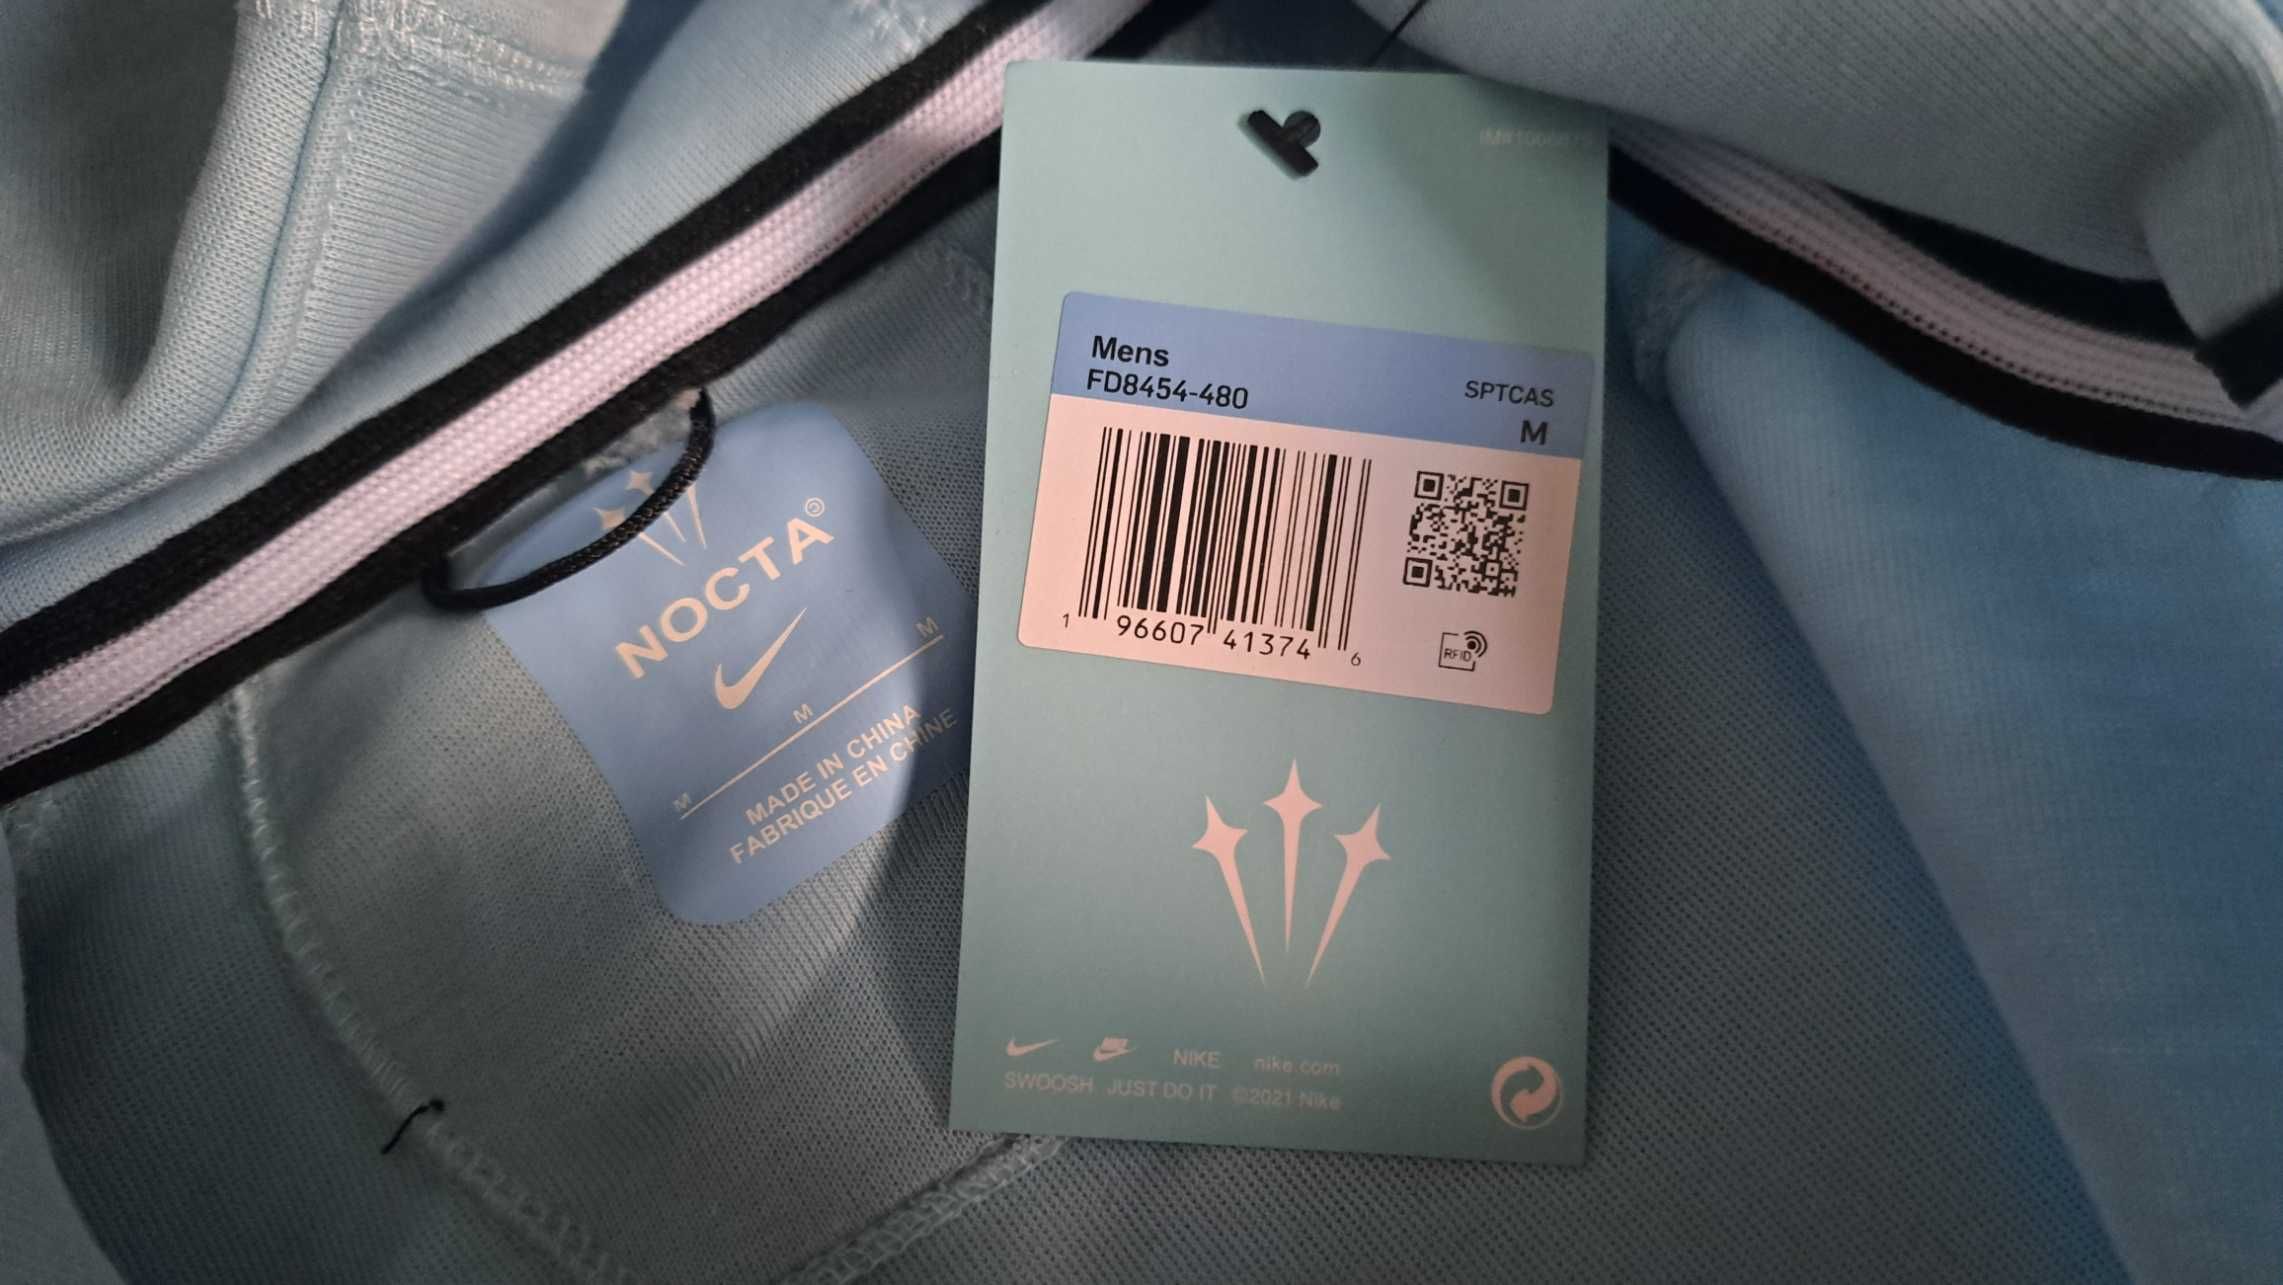 Mens
FD8454-480
SPTCAS
M
1 96607 41374 6
RFID
NIKE
NIKE nike.com
SWOOSH JUST DO IT ©2021 Nike
NOCTA©
M M M
MADE IN CHINA
FABRIQUE EN CHINE